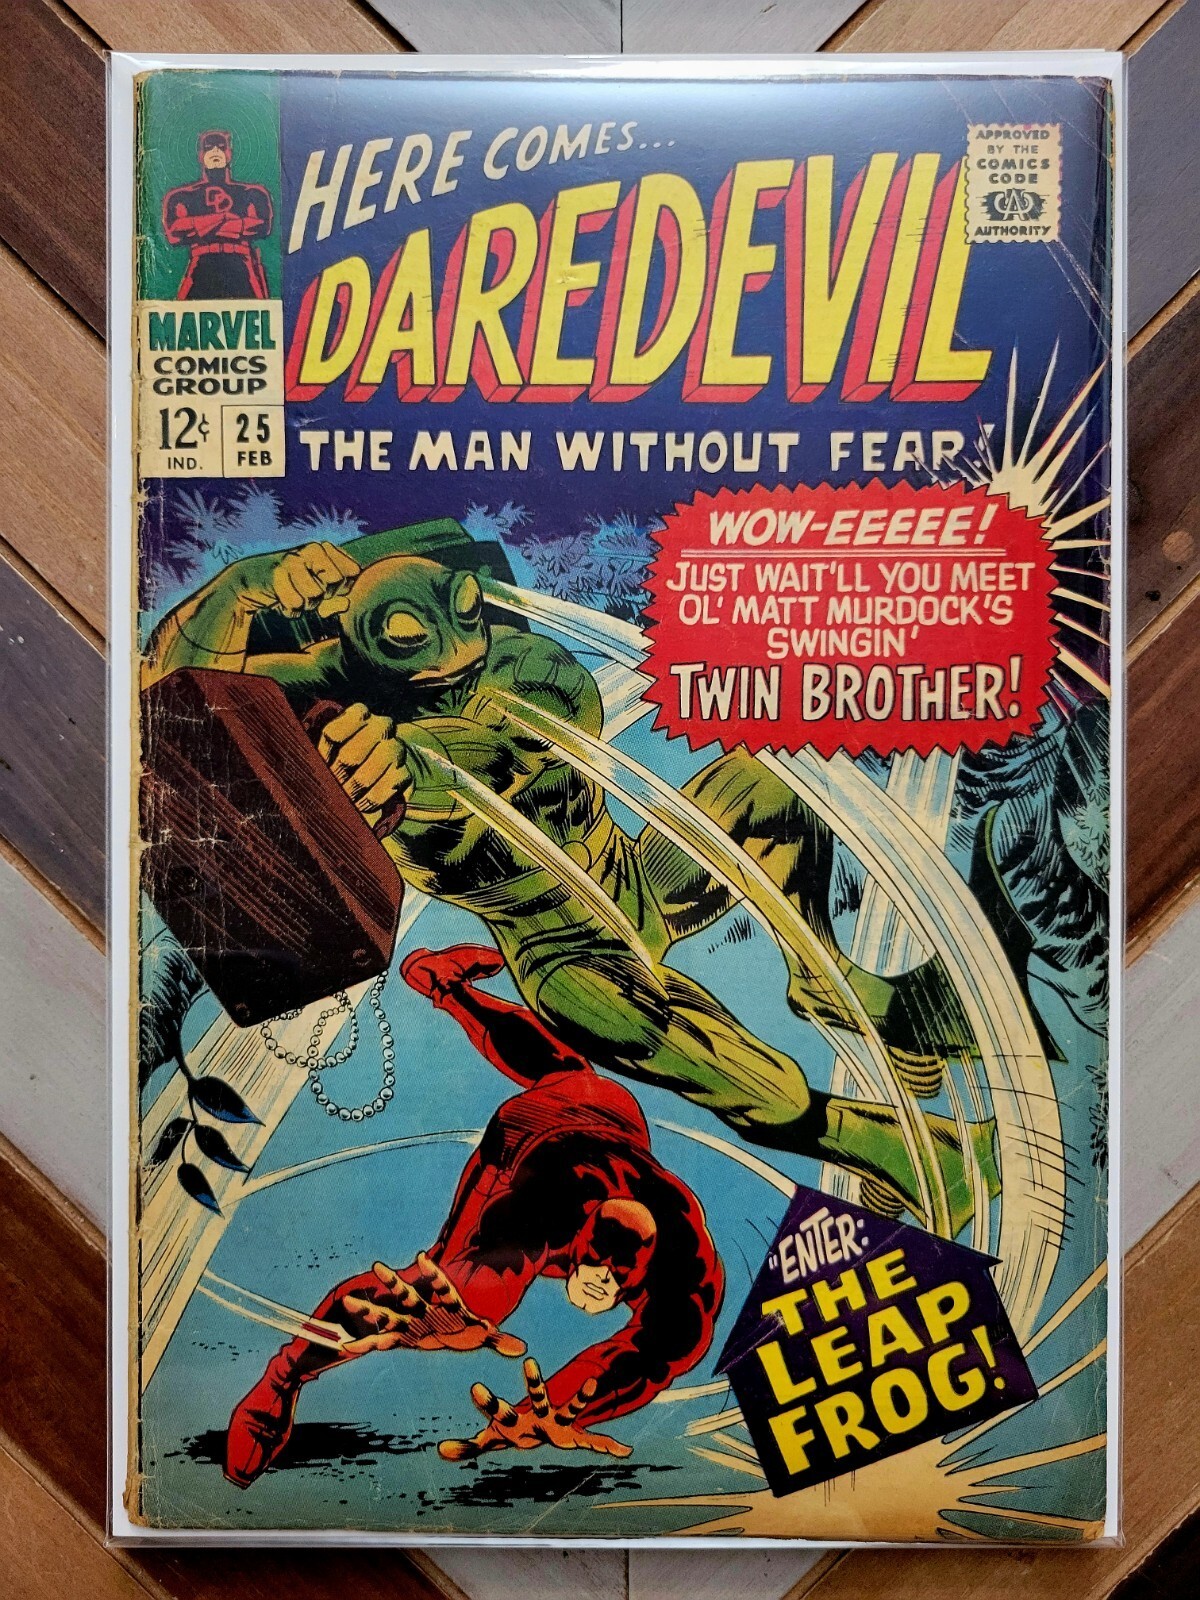 HERE COMES...
DAREDEVIL
THE MAN WITHOUT FEAR!
APPROVED
BY THE
COMICS
CODE
CA
AUTHORITY
DD
MARVEL
COMICS
GROUP
12¢
IND.
25
FEB
WOW-EEEEE!
JUST WAIT'LL YOU MEET
OL' MATT MURDOCK'S
SWINGIN'
TWIN BROTHER!
"ENTER:
THE
LEAP
FROG!